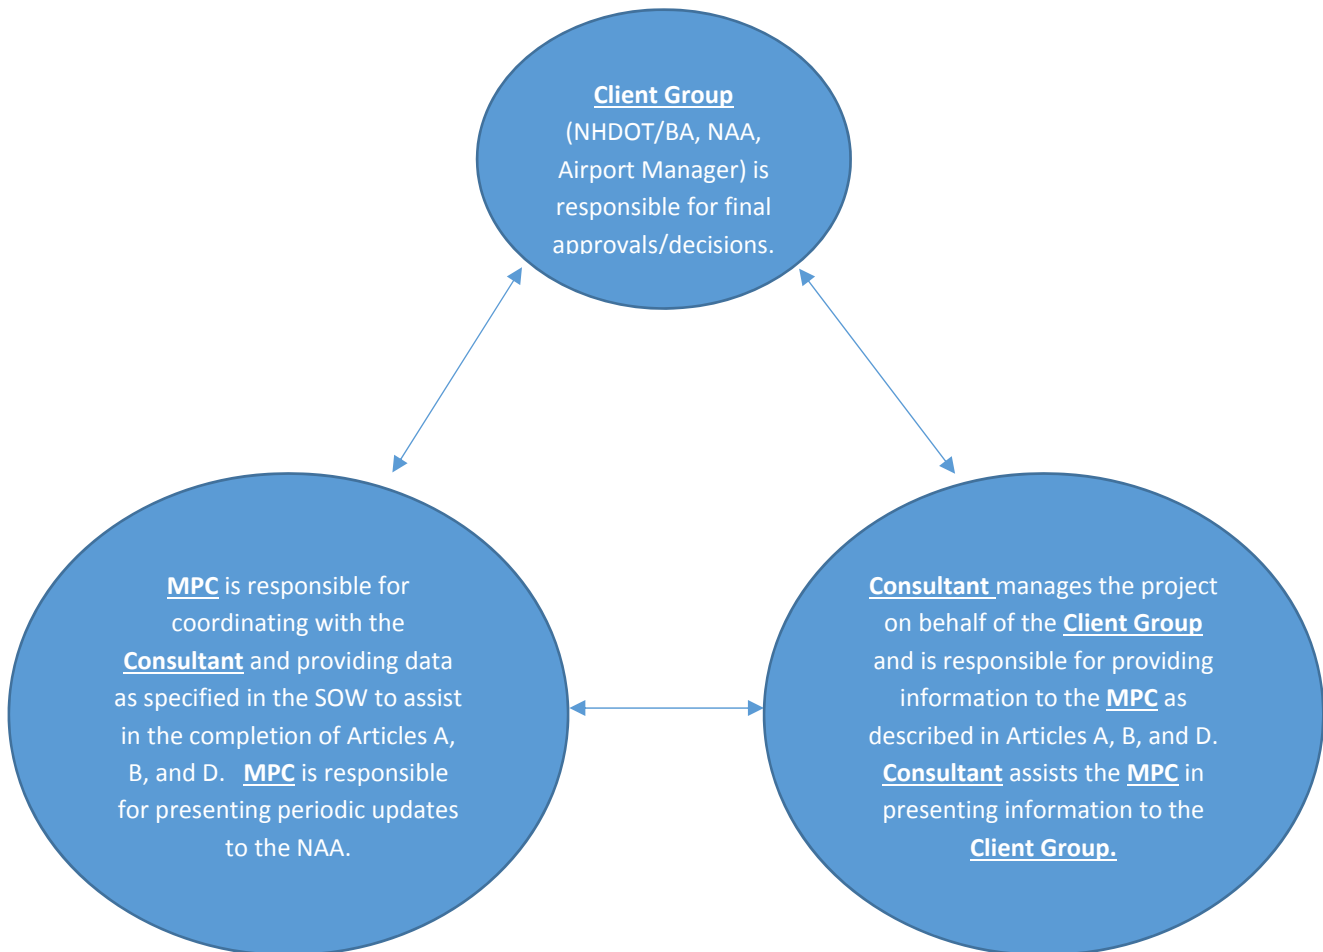 Client Group
(NHDOT/BA, NAA,
Airport Manager) is
responsible for final
approvals/decisions.
MPC is responsible for
coordinating with the
Consultant and providing data
as specified in the SOW to assist
in the completion of Articles A,
B, and D. MPC is responsible
for presenting periodic updates
to the NAA.
Consultant manages the project
on behalf of the Client Group
and is responsible for providing
information to the MPC as
described in Articles A, B, and D.
Consultant assists the MPC in
presenting information to the
Client Group.